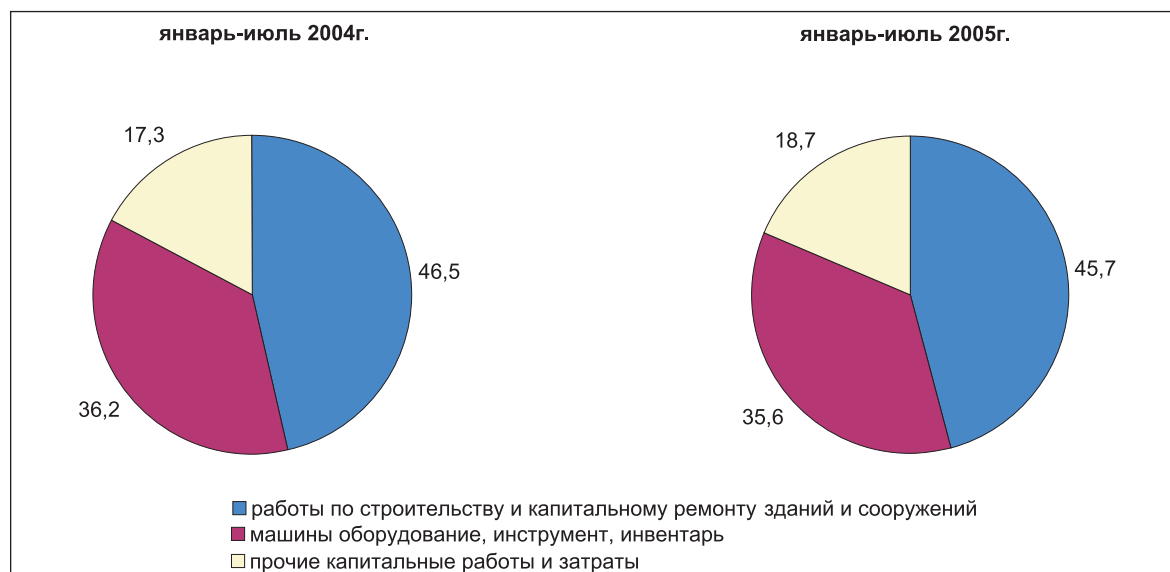 январь-июль 2004г.
17,3
46,5
36,2
январь-июль 2005г.
18,7
45,7
35,6
работы по строительству и капитальному ремонту зданий и сооружений
машины оборудование, инструмент, инвентарь
прочие капитальные работы и затраты